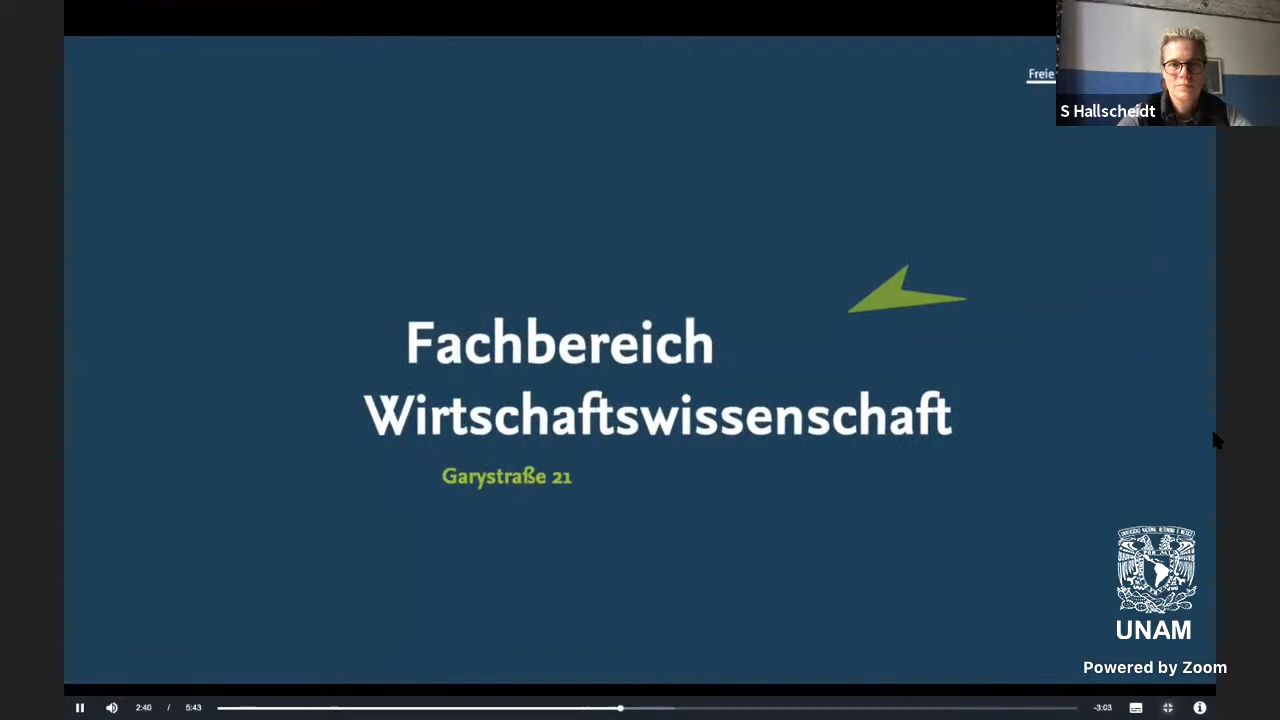 Freie
S Hallscheidt
Fachbereich
Wirtschaftswissenschaft
Garystraße 21
UNAM
Powered by Zoom
2:40 / 5:43
-3:03